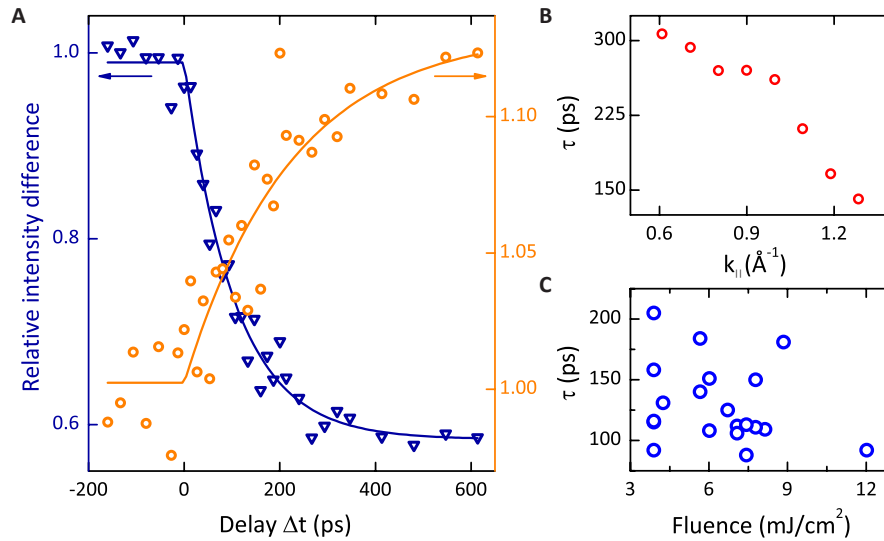 A
Relative intensity difference
1.0
0.8
0.6
1.10
1.05
1.00
-200
0
200
400
600
Delay Δt (ps)
B
τ (ps)
300
225
150
0.6
0.9
1.2
k||(Å-1)
C
τ (ps)
200
150
100
3
6
9
12
Fluence (mJ/cm2)